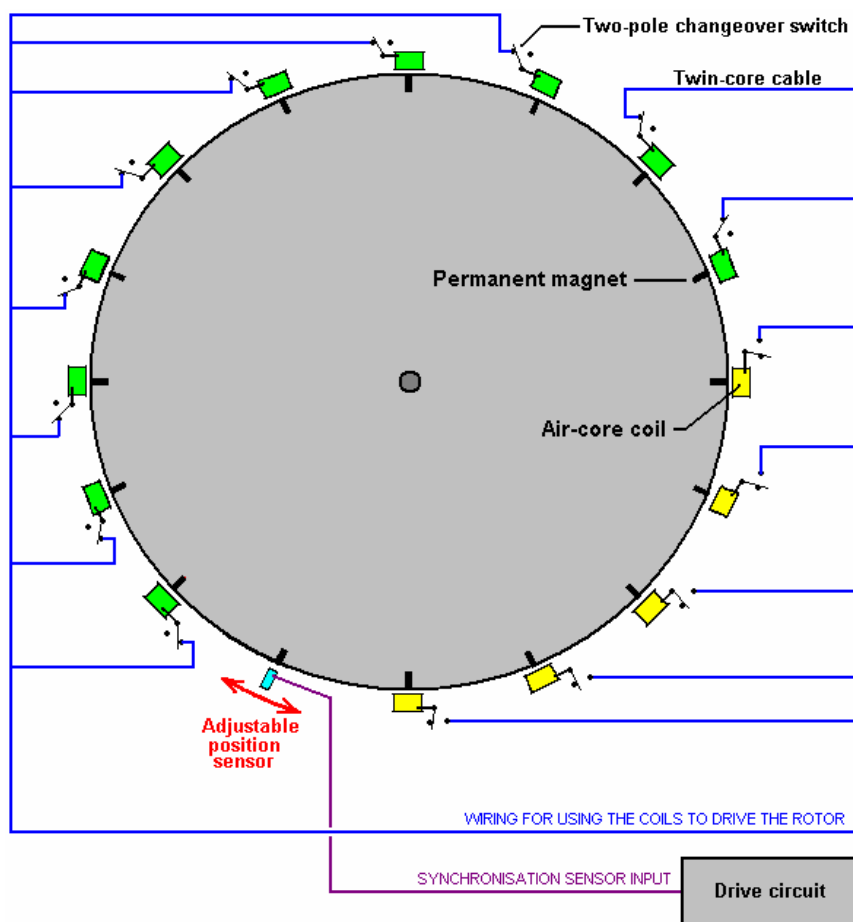 Two-pole changeover switch
Twin-core cable
Permanent magnet
Air-core coil
Adjustable
position
sensor
WIRING FOR USING THE COILS TO DRIVE THE ROTOR
SYNCHRONISATION SENSOR INPUT
Drive circuit